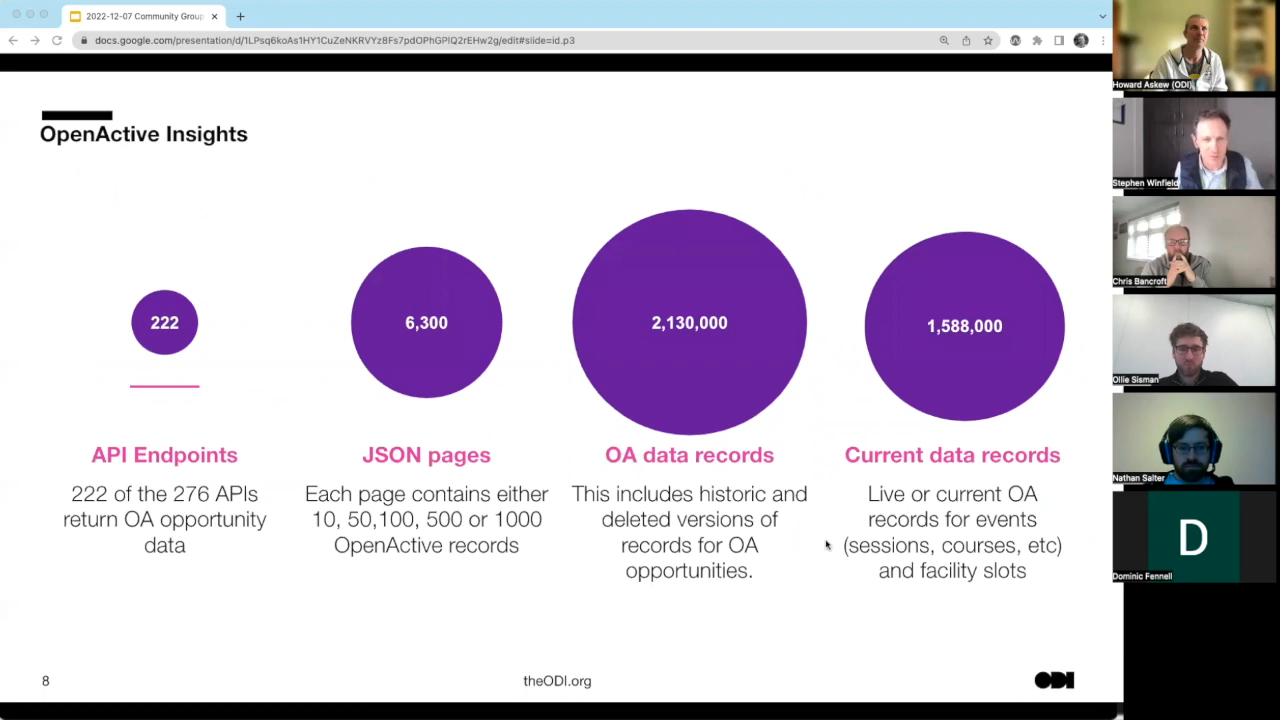 2022-12-07 Community Group
docs.google.com/presentation/d/1LPsq6koAs1HY1CuZeNKRVYz8Fs7pdOPhGPlQ2rEHw2g/edit#slide=id.p3
OpenActive Insights
222
6,300
2,130,000
1,588,000
API Endpoints
222 of the 276 APIs
return OA opportunity
data
JSON pages
Each page contains either
10, 50,100, 500 or 1000
OpenActive records
OA data records
This includes historic and
deleted versions of
records for OA
opportunities.
Current data records
Live or current OA
records for events
(sessions, courses, etc)
and facility slots
8
theODI.org
ODI
Howard Askew (ODI)
Stephen Winfield
Chris Bancroft
Ollie Sisman
Nathan Salter
D
Dominic Fennell